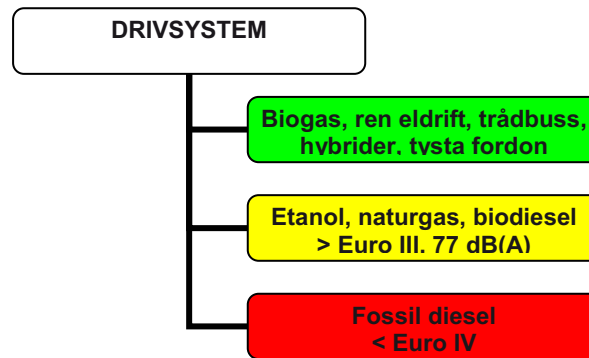 DRIVSYSTEM
Biogas, ren eldrift, trådbuss,
hybrider, tysta fordon
Etanol, naturgas, biodiesel
> Euro III, 77 dB(A)
Fossil diesel
< Euro IV